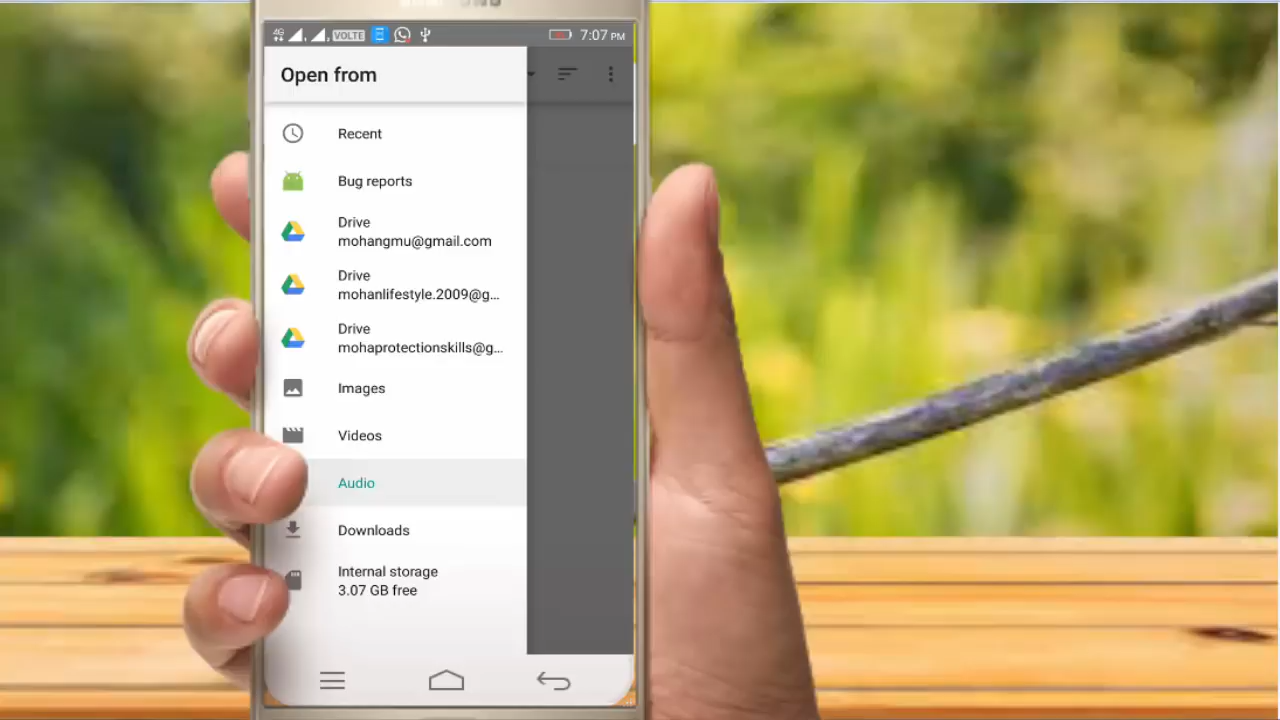 4G VOLTE 7:07 PM
Open from
Recent
Bug reports
Drive
mohangmu@gmail.com
Drive
mohanlifestyle.2009@g...
Drive
mohaprotectionskills@g...
Images
Videos
Audio
Downloads
Internal storage
3.07 GB free